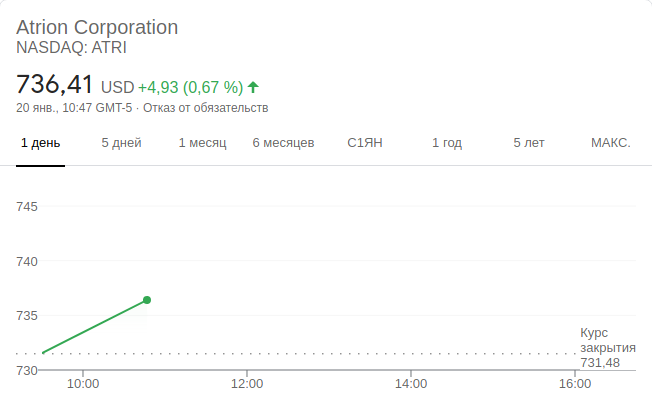 Atrion Corporation
NASDAQ: ATRI
736,41 USD +4,93 (0,67 %)
20 янв., 10:47 GMT-5 · Отказ от обязательств
1 день 5 дней 1 месяц 6 месяцев С1ЯН 1 год 5 лет МАКС.
745
740
735
730
Курс
закрытия
731,48
10:00 12:00 14:00 16:00